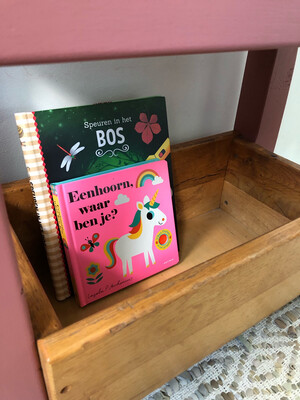 Speuren in het
BOS
Eenhoorn,
waar
ben je?